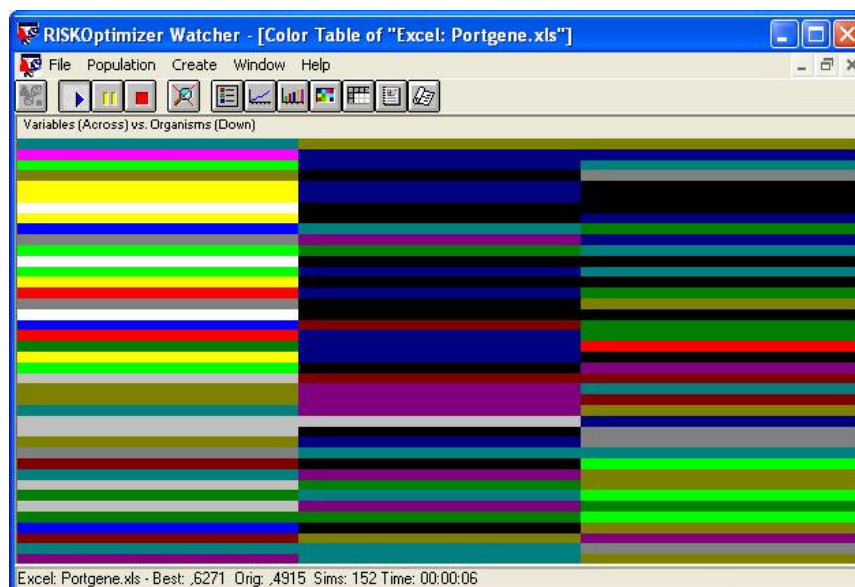 RISKOptimizer Watcher - [Color Table of "Excel: Portgene.xls"]
File Population Create Window Help
Variables (Across) vs. Organisms (Down)
Excel: Portgene.xls - Best: ,6271 Orig: ,4915 Sims: 152 Time: 00:00:06